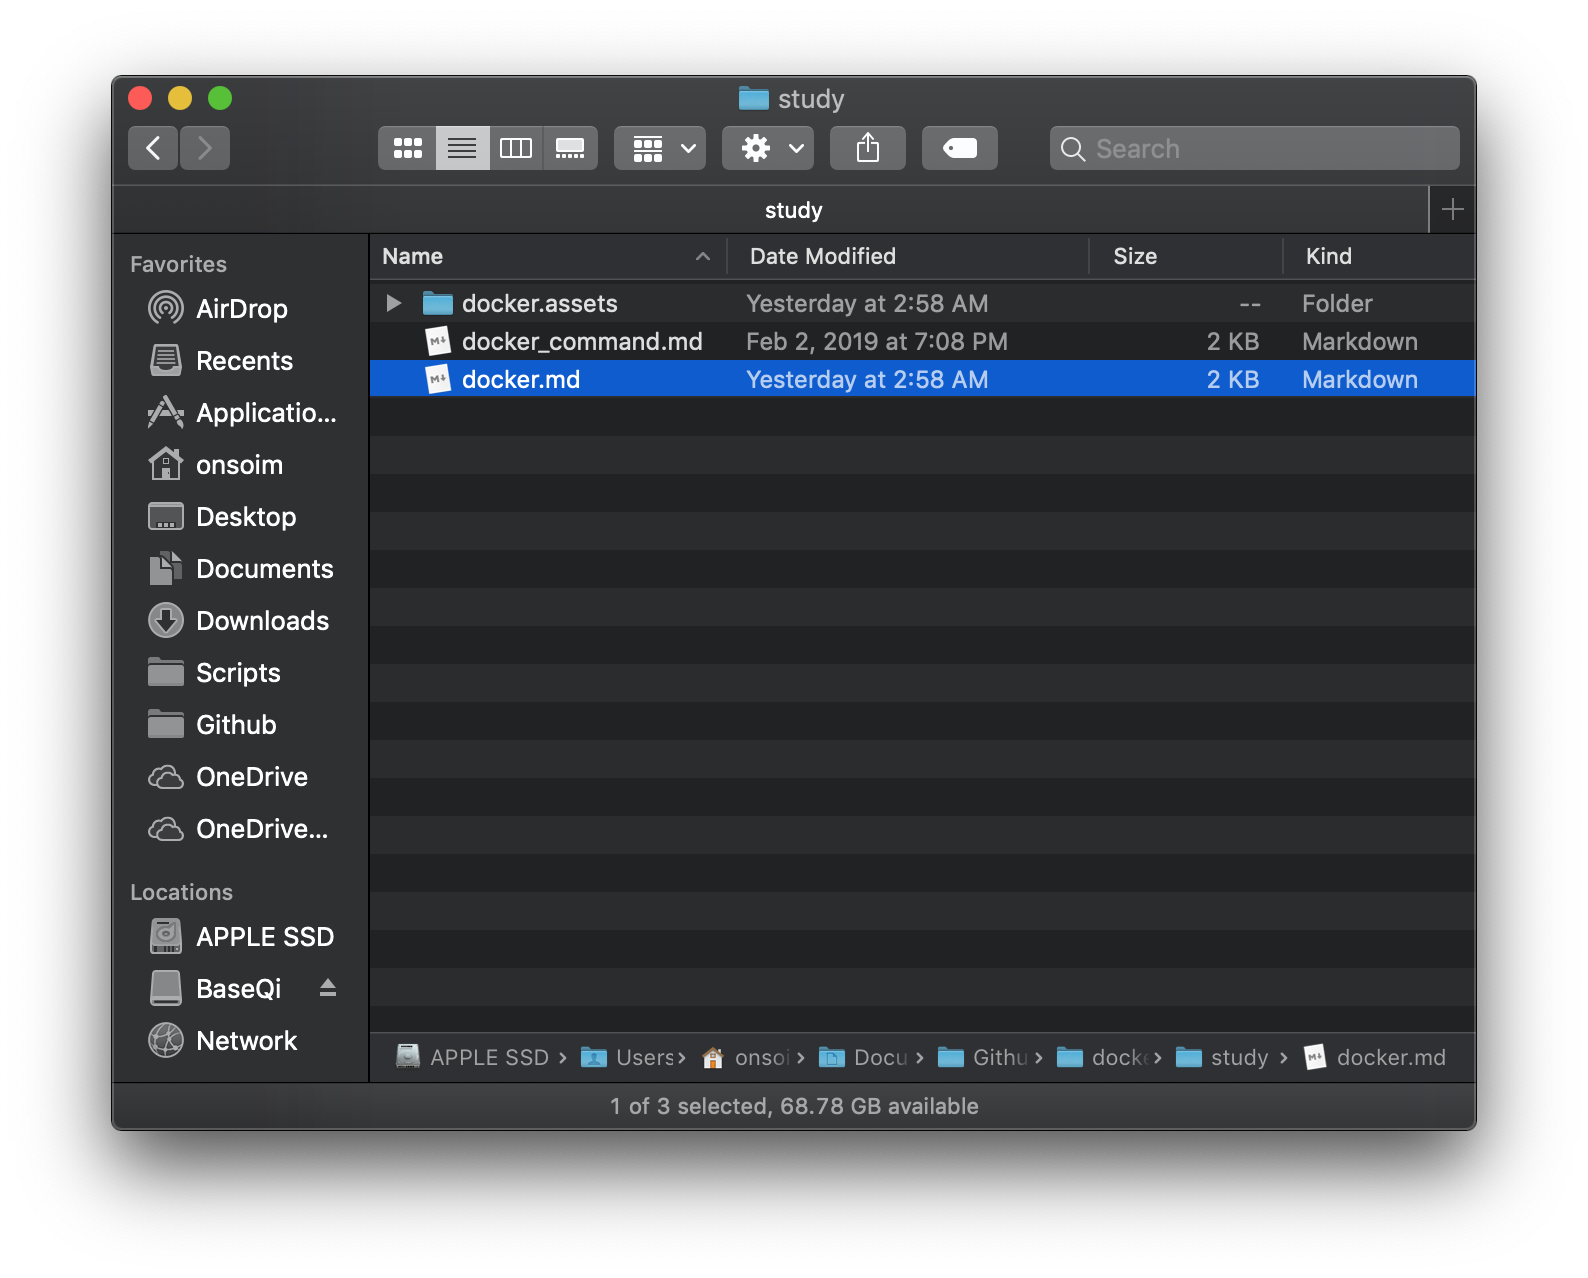 study
Search
study
Name Date Modified Size Kind
docker.assets Yesterday at 2:58 AM -- Folder
docker_command.md Feb 2, 2019 at 7:08 PM 2 KB Markdown
docker.md Yesterday at 2:58 AM 2 KB Markdown
Favorites
AirDrop
Recents
Applicatio...
onsoim
Desktop
Documents
Downloads
Scripts
Github
OneDrive
OneDrive...
Locations
APPLE SSD
BaseQi
Network
APPLE SSD › Users › onsoi › Docu › Githu › docke › study › docker.md
1 of 3 selected, 68.78 GB available